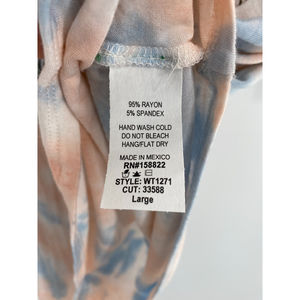 95% RAYON
5% SPANDEX
HAND WASH COLD
DO NOT BLEACH
HANG/FLAT DRY
MADE IN MEXICO
RN#158822
STYLE: WT1271
CUT: 33588
Large